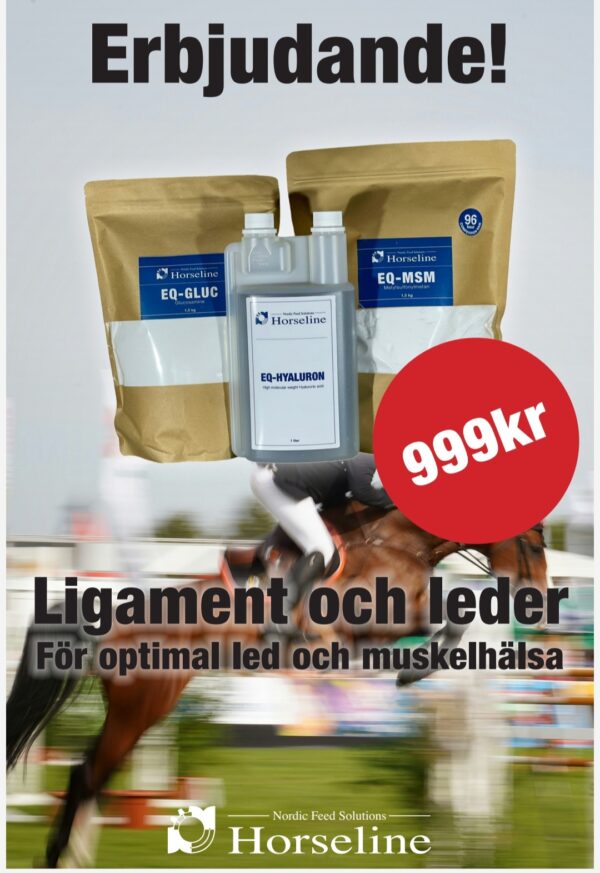 Erbjudande!
Nordic Feed Solutions
Horseline
EQ-GLUC
Glucosamine
1,5 kg
Nordic Feed Solutions
Horseline
EQ-HYALURON
High molecular weight Hyaluronic acid
1 liter
Nordic Feed Solutions
Horseline
EQ-MSM
Metylsulfonylmetan
1,5 kg
96
999kr
Ligament och leder
För optimal led och muskelhälsa
Nordic Feed Solutions
Horseline